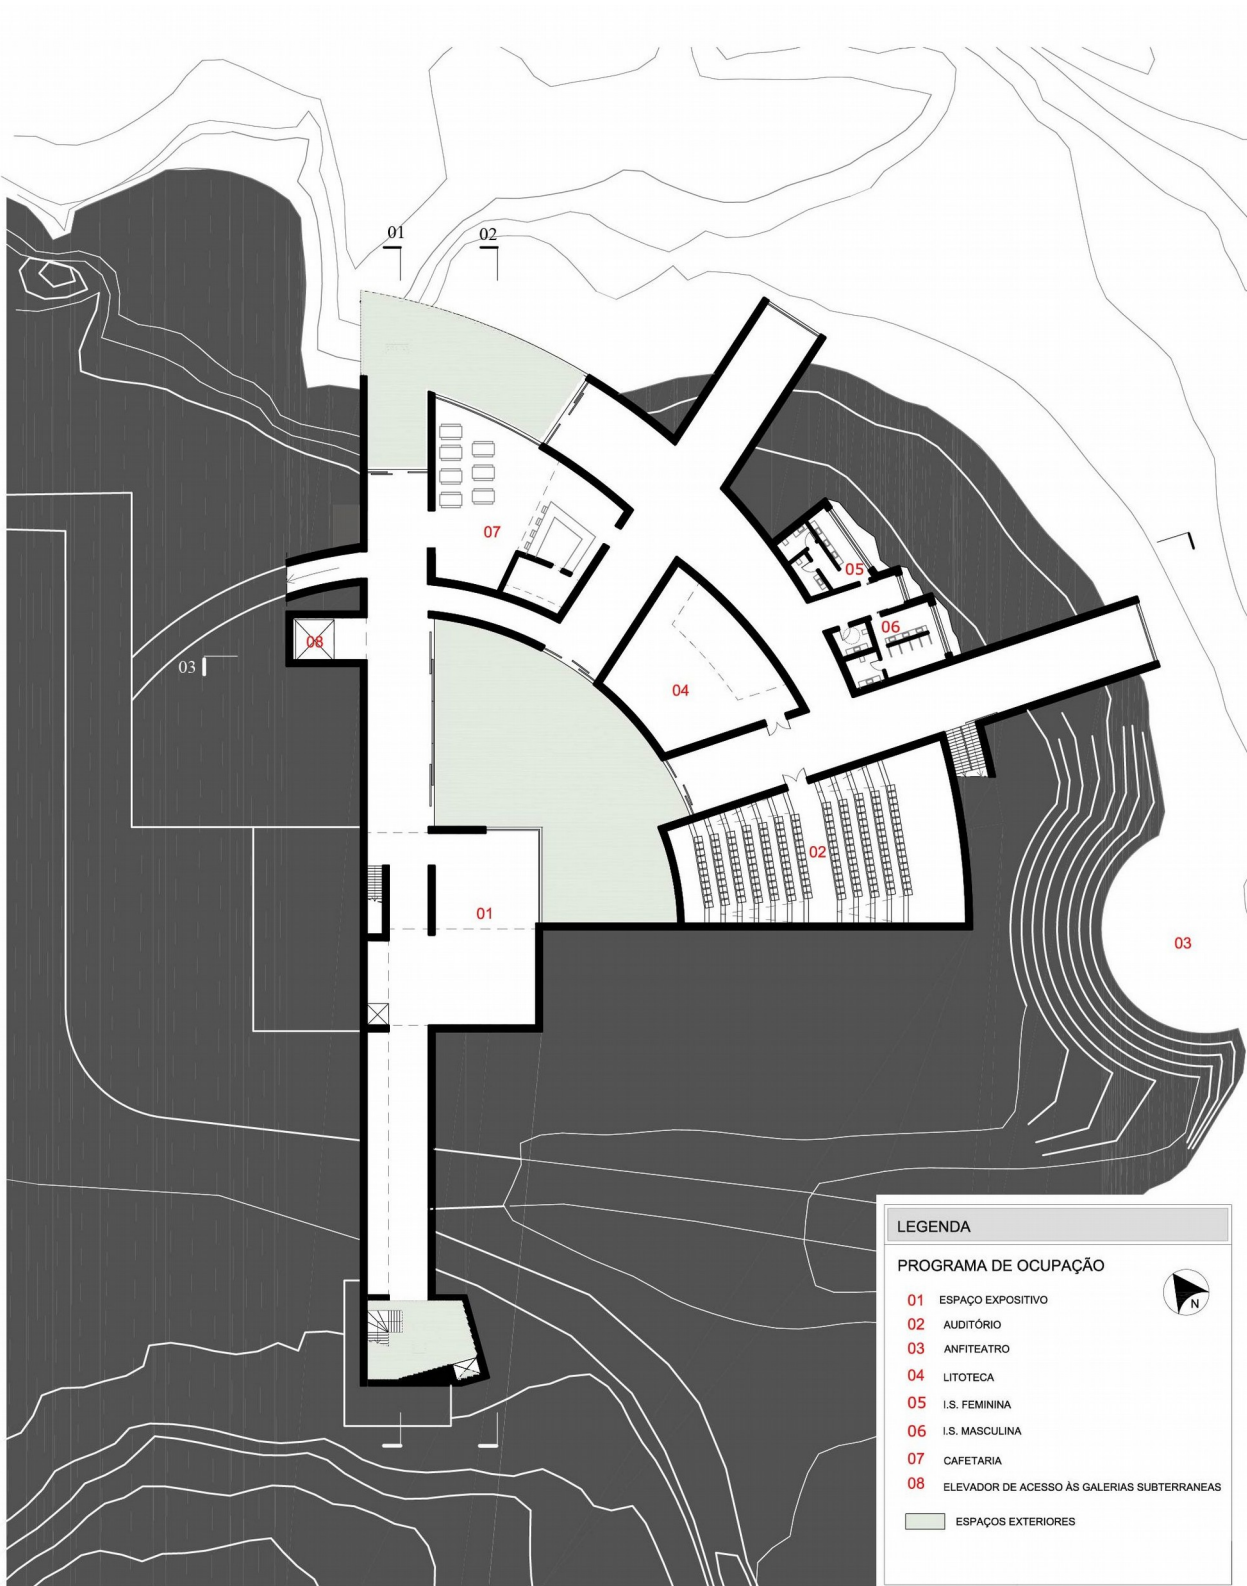 01
02
07
05
06
08
03
04
02
01
03
LEGENDA
PROGRAMA DE OCUPAÇÃO
N
01 ESPAÇO EXPOSITIVO
02 AUDITÓRIO
03 ANFITEATRO
04 LITOTECA
05 I.S. FEMININA
06 I.S. MASCULINA
07 CAFETARIA
08 ELEVADOR DE ACESSO ÀS GALERIAS SUBTERRANEAS
ESPAÇOS EXTERIORES